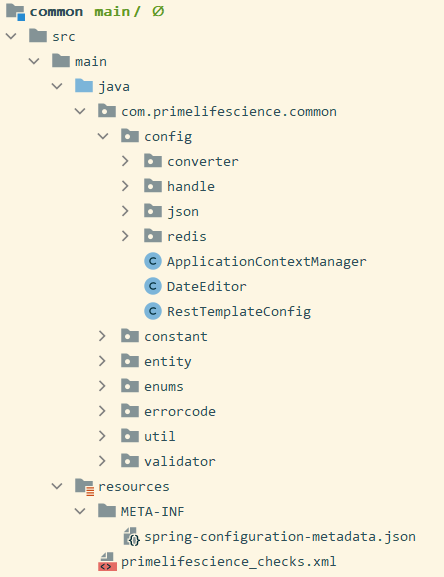 common main / Ø
src
main
java
com.primelifescience.common
config
converter
handle
json
redis
ApplicationContextManager
DateEditor
RestTemplateConfig
constant
entity
enums
errorcode
util
validator
resources
META-INF
spring-configuration-metadata.json
primelifescience_checks.xml